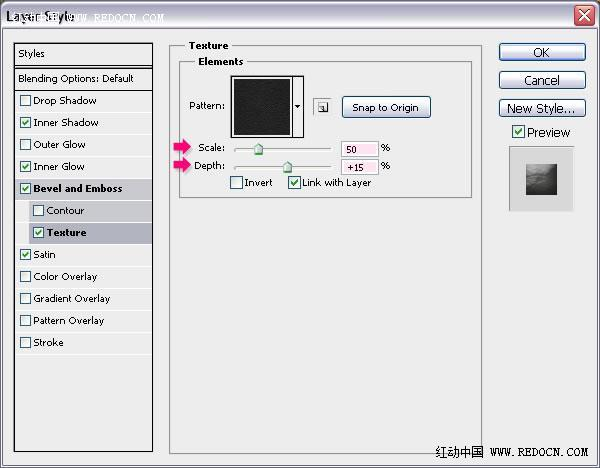 Layer Style
WWW.REDOCN.COM
Styles
Blending Options: Default
Drop Shadow
Inner Shadow
Outer Glow
Inner Glow
Bevel and Emboss
Contour
Texture
Satin
Color Overlay
Gradient Overlay
Pattern Overlay
Stroke
Texture
Elements
Pattern:
Snap to Origin
Scale: 50 %
Depth: +15 %
Invert Link with Layer
OK
Cancel
New Style...
Preview
红动中国 WWW.REDOCN.COM